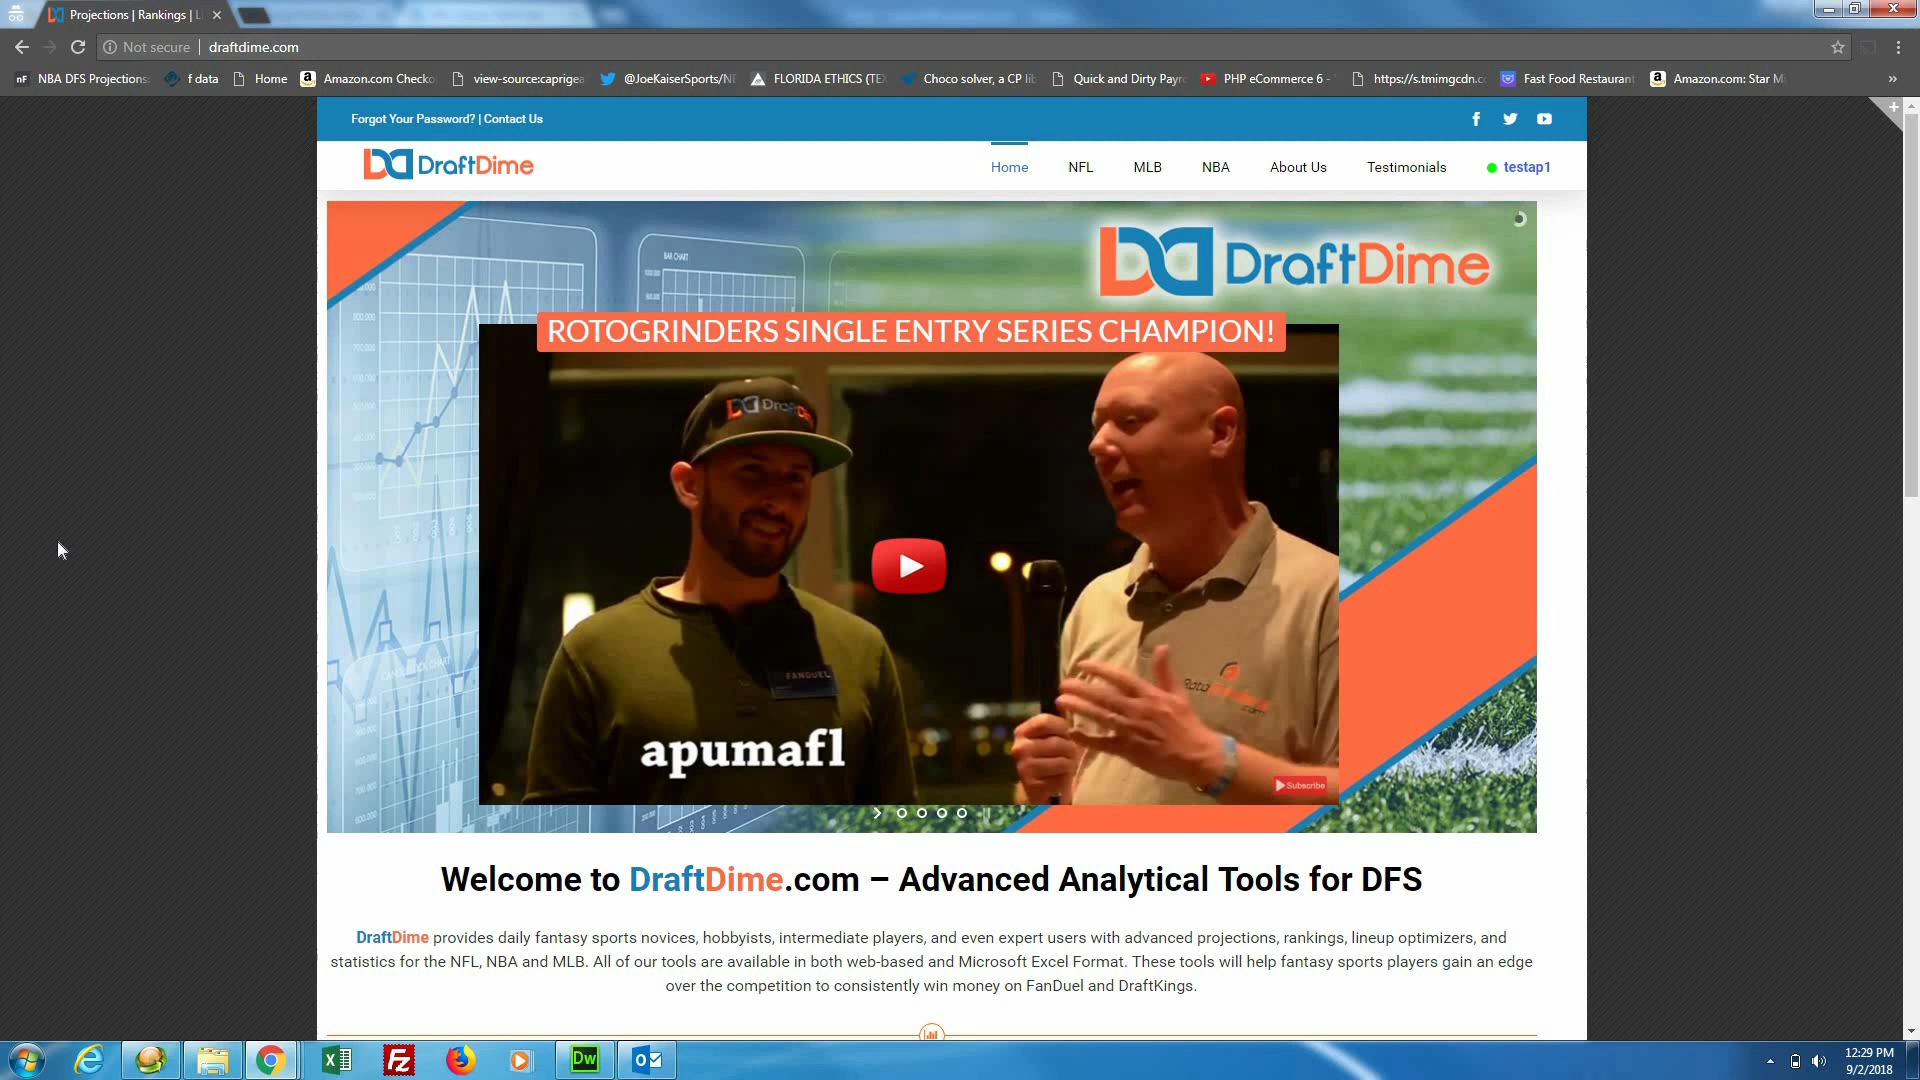 Projections | Rankings | L
Not secure | draftdime.com
NBA DFS Projections
f data
Home
Amazon.com Checko
view-source:caprigea
@JoeKaiserSports/NE
FLORIDA ETHICS (TEX
Choco solver, a CP lib
Quick and Dirty Payr
PHP eCommerce 6 -
https://s.tmimgcdn.c
Fast Food Restaurant
Amazon.com: Star Mi
»
Forgot Your Password? | Contact Us
DraftDime
Home
NFL
MLB
NBA
About Us
Testimonials
testap1
BAR CHART
DraftDime
ROTOGRINDERS SINGLE ENTRY SERIES CHAMPION!
FANDUEL
apumafl
Subscribe
Welcome to DraftDime.com – Advanced Analytical Tools for DFS
DraftDime provides daily fantasy sports novices, hobbyists, intermediate players, and even expert users with advanced projections, rankings, lineup optimizers, and
statistics for the NFL, NBA and MLB. All of our tools are available in both web-based and Microsoft Excel Format. These tools will help fantasy sports players gain an edge
over the competition to consistently win money on FanDuel and DraftKings.
Dw
12:29 PM
9/2/2018